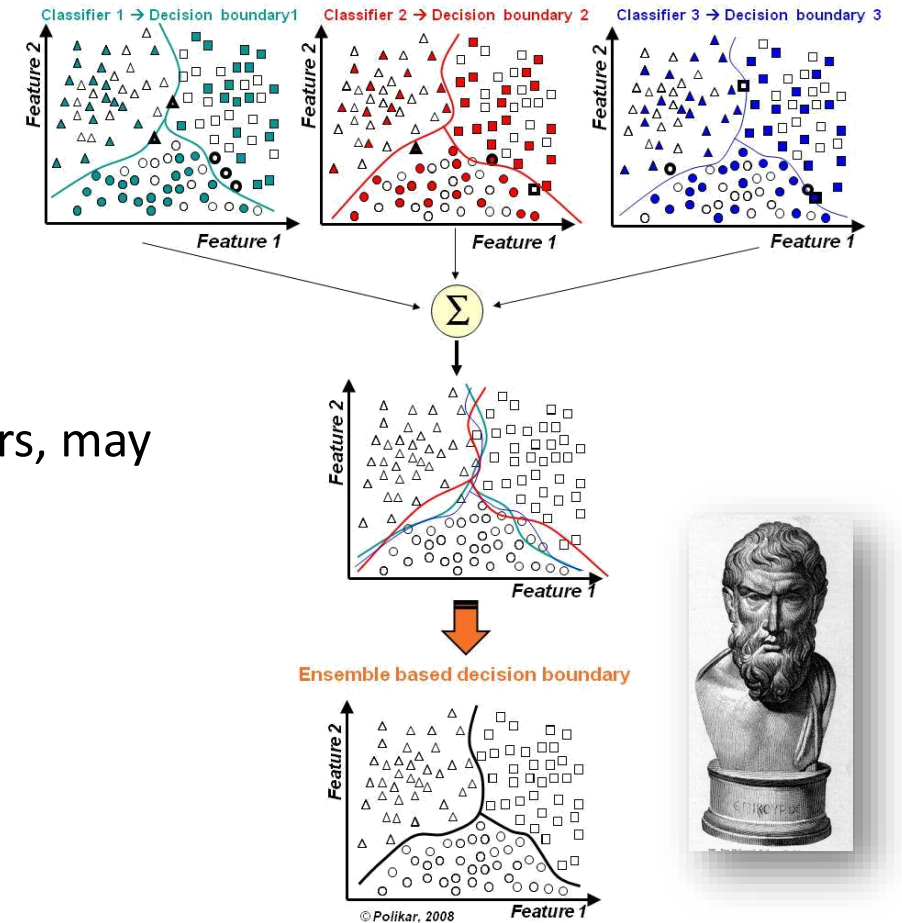 Classifier 1 → Decision boundary1
Classifier 2 → Decision boundary 2
Classifier 3 → Decision boundary 3
Feature 2
Feature 1
Feature 2
Feature 1
Feature 2
Feature 1
Σ
rs, may
Feature 2
Feature 1
Ensemble based decision boundary
Feature 2
Feature 1
ΕΠΙΚΟΥΡΟΣ
©Polikar, 2008